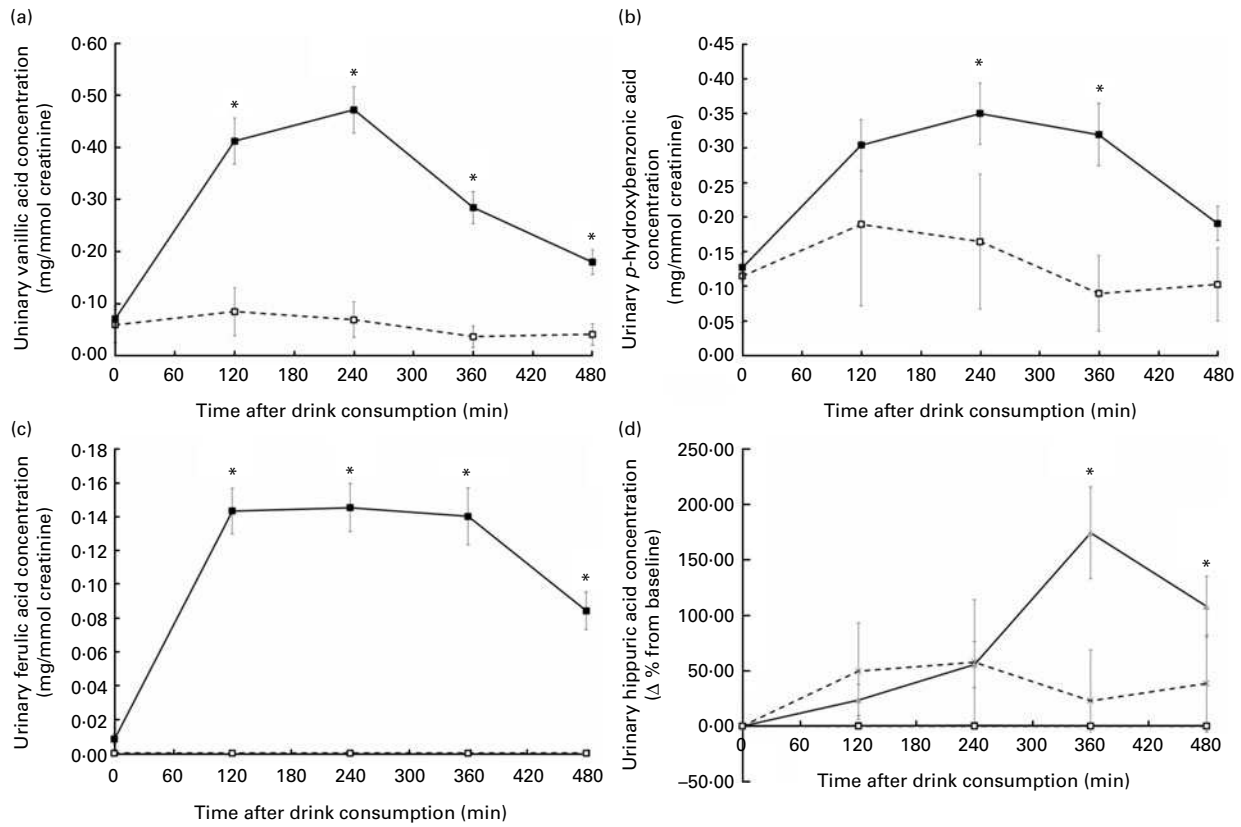 (a)
Uninary vanillic acid concentration
(mg/mmol creatinine)
0·60
0·50
0·40
0·30
0·20
0·10
0·00
*
*
*
*
0 60 120 180 240 300 360 420 480
Time after drink consumption (min)
(b)
Urinary p-hydroxybenzonic acid
concentration
(mg/mmol creatinine)
0·45
0·40
0·35
0·30
0·25
0·20
0·15
0·10
0·05
0·00
*
*
0 60 120 180 240 300 360 420 480
Time after drink consumption (min)
(c)
Urinary ferulic acid concentration
(mg/mmol creatinine)
0·18
0·16
0·14
0·12
0·10
0·08
0·06
0·04
0·02
0·00
*
*
*
*
0 60 120 180 240 300 360 420 480
Time after drink consumption (min)
(d)
Urinary hippuric acid concentration
(Δ % from baseline)
250·00
200·00
150·00
100·00
50·00
0·00
–50·00
*
*
0 60 120 180 240 300 360 420 480
Time after drink consumption (min)